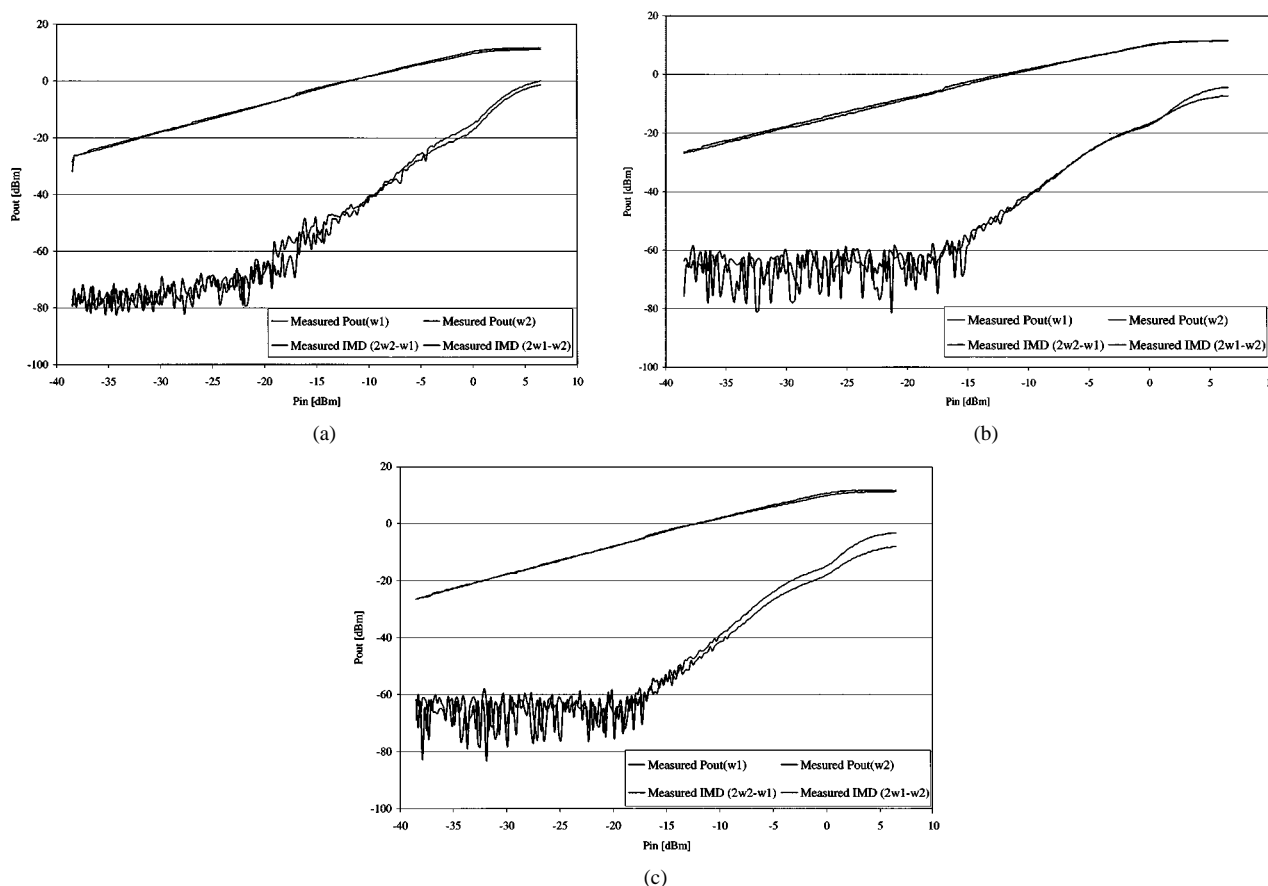 20
0
-20
-40
-60
-80
-100
Pout [dBm]
Measured Pout(w1) Mesured Pout(w2)
Measured IMD (2w2-w1) Measured IMD (2w1-w2)
-40 -35 -30 -25 -20 -15 -10 -5 0 5 10
Pin [dBm]
(a)
20
0
-20
-40
-60
-80
-100
Pout [dBm]
Measured Pout(w1) Mesured Pout(w2)
Measured IMD (2w2-w1) Measured IMD (2w1-w2)
-40 -35 -30 -25 -20 -15 -10 -5 0
Pin [dBm]
(b)
20
0
-20
-40
-60
-80
-100
Pout [dBm]
Measured Pout(w1) Mesured Pout(w2)
Measured IMD (2w2-w1) Measured IMD (2w1-w2)
-40 -35 -30 -25 -20 -15 -10 -5 0 5 10
Pin [dBm]
(c)